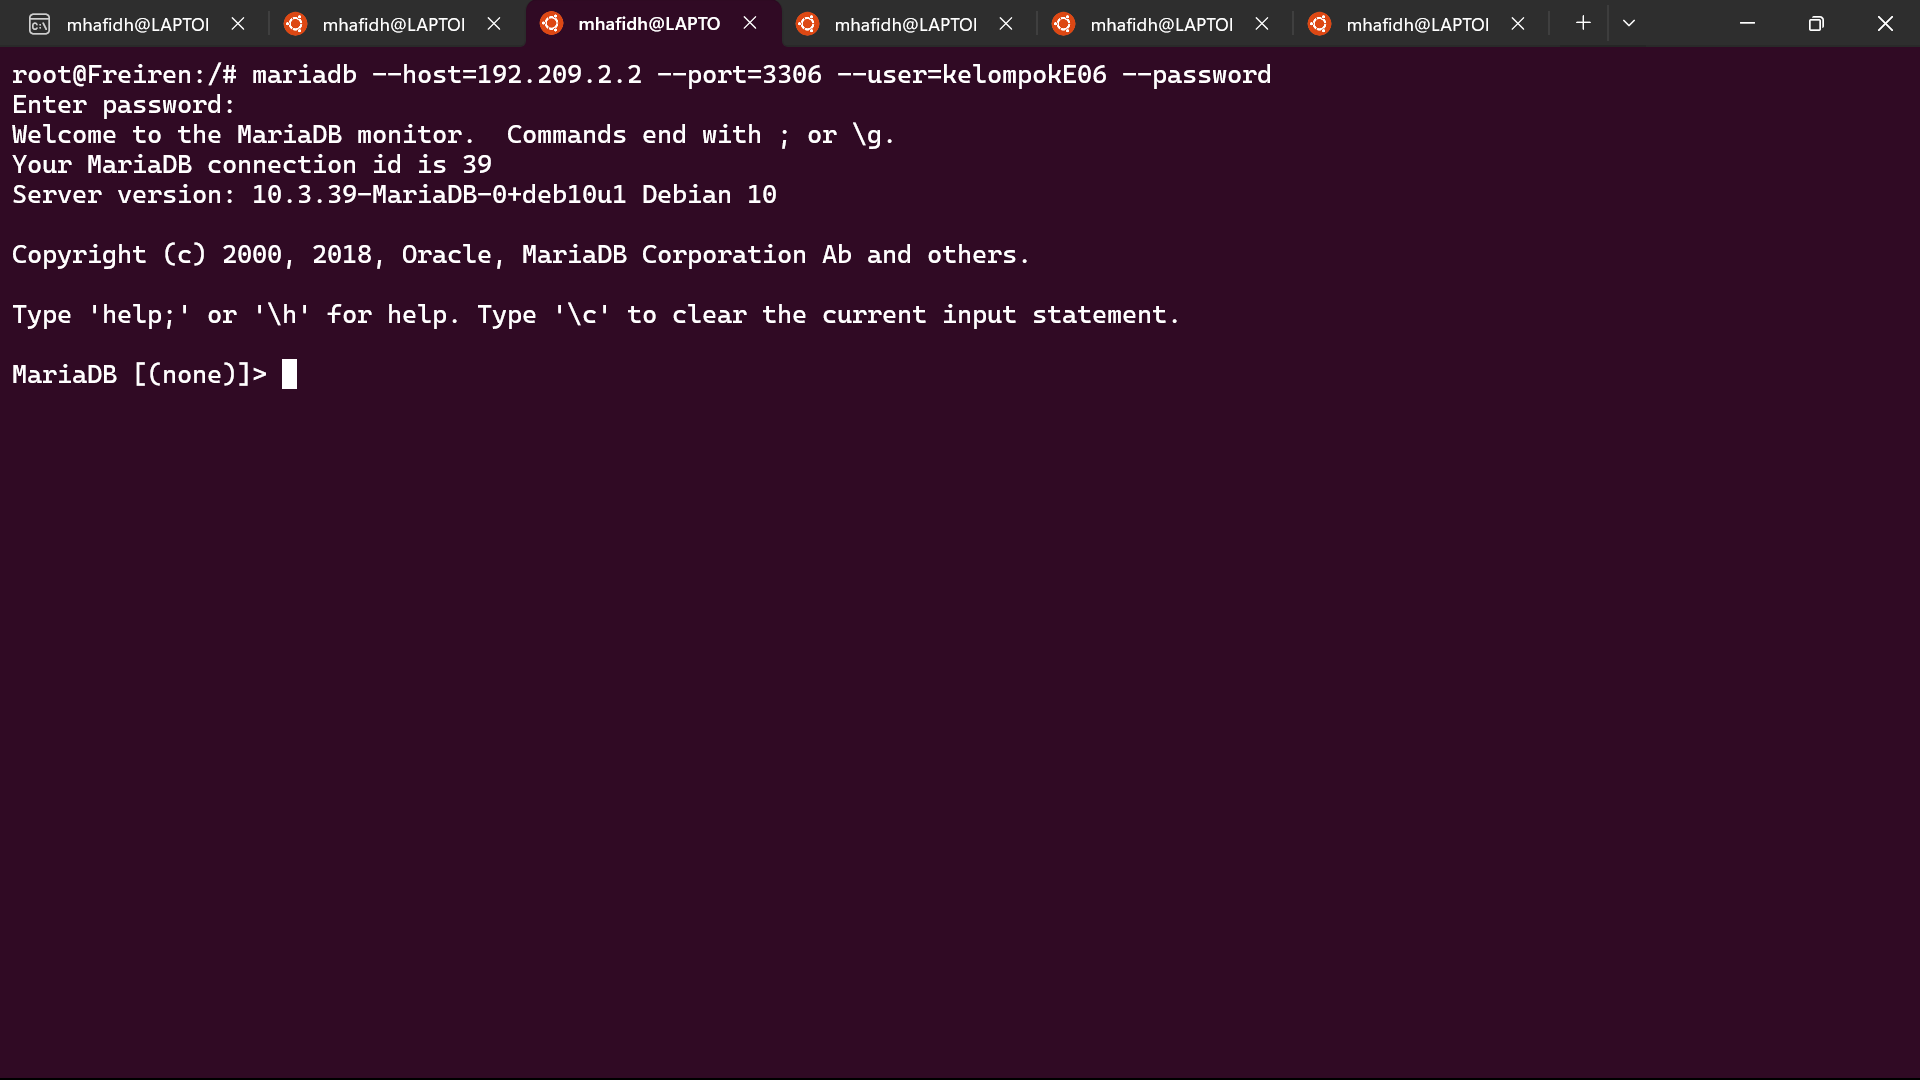 mhafidh@LAPTOI mhafidh@LAPTOI mhafidh@LAPTO mhafidh@LAPTOI mhafidh@LAPTOI mhafidh@LAPTOI
root@Freiren:/# mariadb --host=192.209.2.2 --port=3306 --user=kelompokE06 --password
Enter password:
Welcome to the MariaDB monitor.  Commands end with ; or \g.
Your MariaDB connection id is 39
Server version: 10.3.39-MariaDB-0+deb10u1 Debian 10
Copyright (c) 2000, 2018, Oracle, MariaDB Corporation Ab and others.
Type 'help;' or '\h' for help. Type '\c' to clear the current input statement.
MariaDB [(none)]>